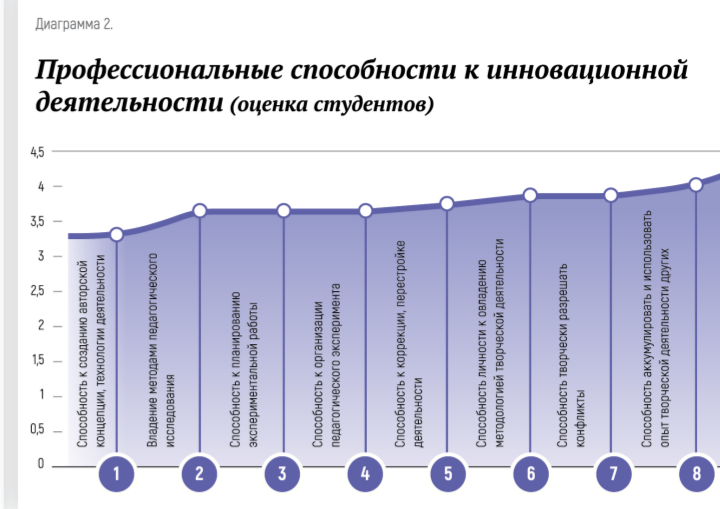 Диаграмма 2.
Профессиональные способности к инновационной
деятельности (оценка студентов)
4,5
4
3,5
3
2,5
2
1,5
1
0,5
0
Способность к созданию авторской
концепции, технологии деятельности
Владение методами педагогического
исследования
Способность к планированию
экспериментальной работы
Способность к организации
педагогического эксперимента
Способность к коррекции, перестройке
деятельности
Способность личности к овладению
методологией творческой деятельности
Способность творчески разрешать
конфликты
Способность аккумулировать и использовать
опыт творческой деятельности других
1
2
3
4
5
6
7
8